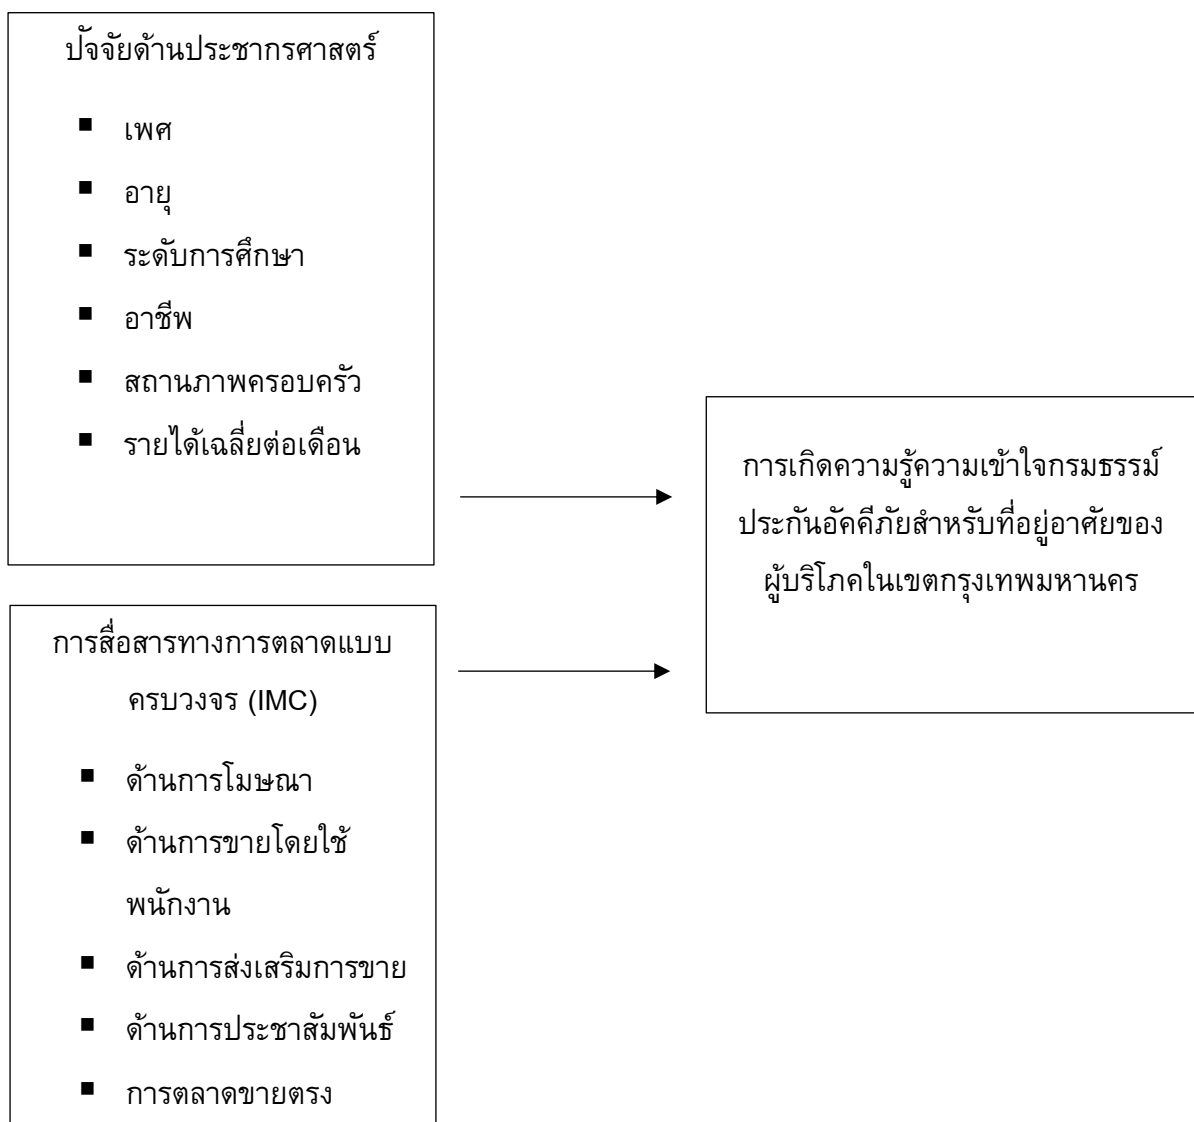 ปัจจัยด้านประชากรศาสตร์
▪ เพศ
▪ อายุ
▪ ระดับการศึกษา
▪ อาชีพ
▪ สถานภาพครอบครัว
▪ รายได้เฉลี่ยต่อเดือน
การสื่อสารทางการตลาดแบบ
ครบวงจร (IMC)
▪ ด้านการโฆษณา
▪ ด้านการขายโดยใช้
พนักงาน
▪ ด้านการส่งเสริมการขาย
▪ ด้านการประชาสัมพันธ์
▪ การตลาดขายตรง
การเกิดความรู้ความเข้าใจกรมธรรม์
ประกันอัคคีภัยสำหรับที่อยู่อาศัยของ
ผู้บริโภคในเขตกรุงเทพมหานคร